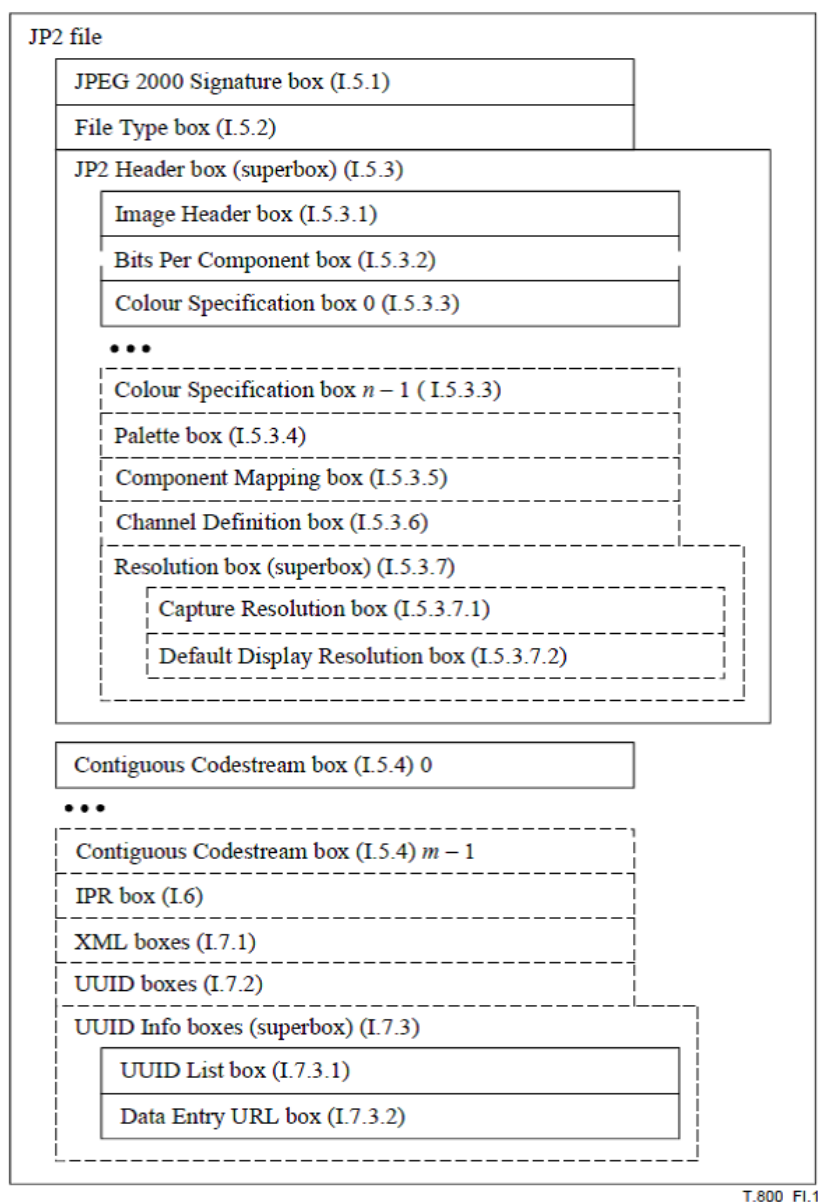 JP2 file
JPEG 2000 Signature box (I.5.1)
File Type box (I.5.2)
JP2 Header box (superbox) (I.5.3)
Image Header box (I.5.3.1)
Bits Per Component box (I.5.3.2)
Colour Specification box 0 (I.5.3.3)
•••
Colour Specification box n – 1 ( I.5.3.3)
Palette box (I.5.3.4)
Component Mapping box (I.5.3.5)
Channel Definition box (I.5.3.6)
Resolution box (superbox) (I.5.3.7)
Capture Resolution box (I.5.3.7.1)
Default Display Resolution box (I.5.3.7.2)
Contiguous Codestream box (I.5.4) 0
•••
Contiguous Codestream box (I.5.4) m – 1
IPR box (I.6)
XML boxes (I.7.1)
UUID boxes (I.7.2)
UUID Info boxes (superbox) (I.7.3)
UUID List box (I.7.3.1)
Data Entry URL box (I.7.3.2)
T.800_FI.1